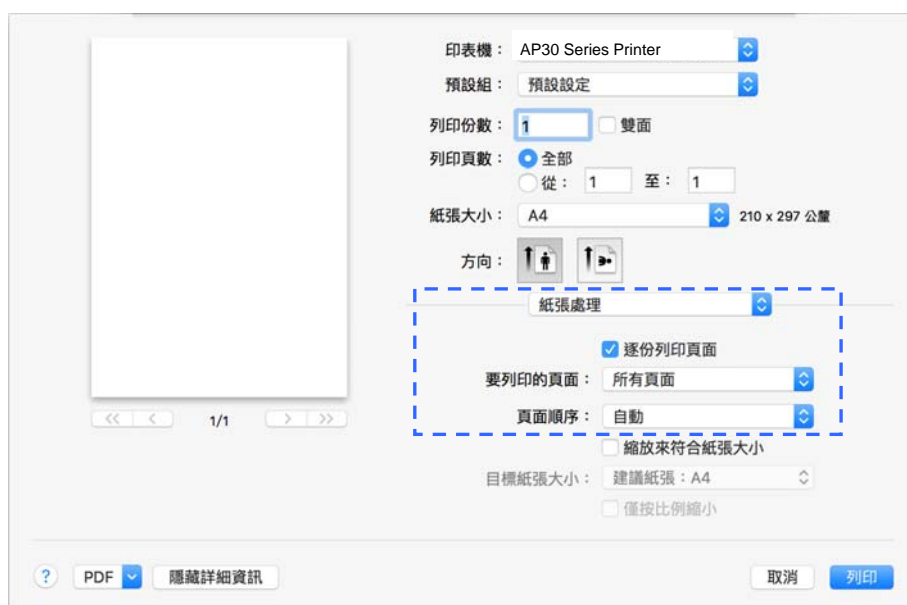 印表機： AP30 Series Printer
預設組： 預設設定
列印份數： 1 雙面
列印頁數： 全部
從： 1 至： 1
紙張大小： A4 210 x 297 公釐
方向：
紙張處理
逐份列印頁面
要列印的頁面： 所有頁面
頁面順序： 自動
縮放來符合紙張大小
目標紙張大小： 建議紙張：A4
僅按比例縮小
<< < 1/1 > >>
? PDF 隱藏詳細資訊 取消 列印